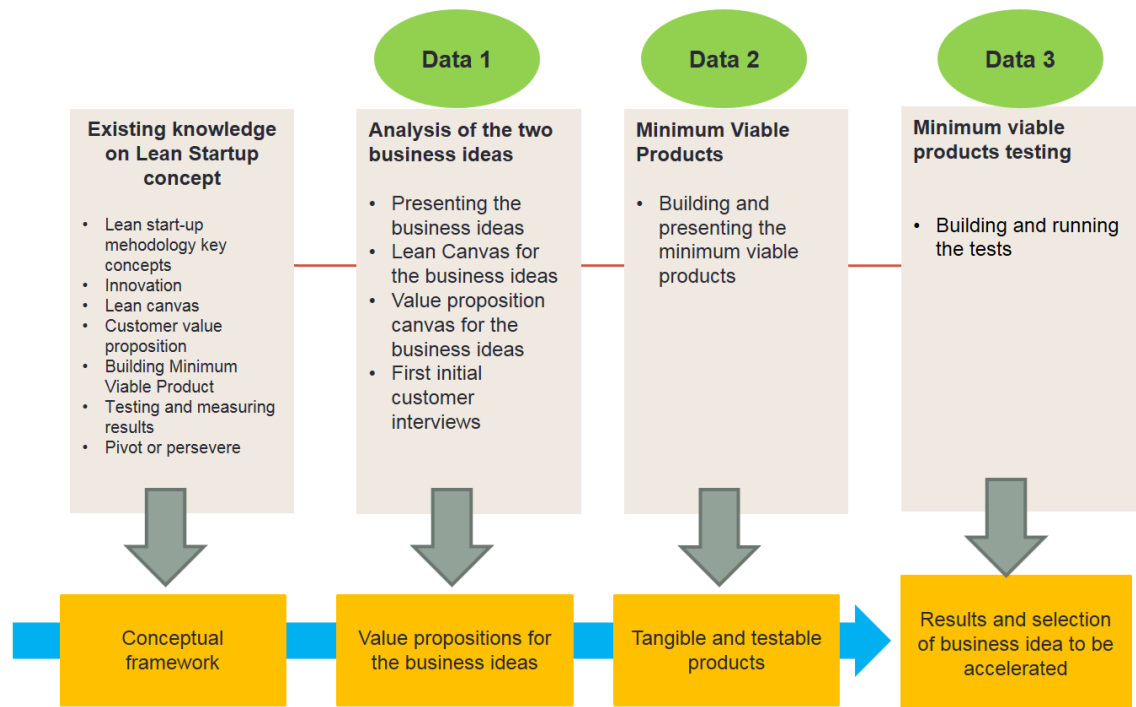 Data 1
Data 2
Data 3
Existing knowledge
on Lean Startup
concept
• Lean start-up
mehodology key
concepts
• Innovation
• Lean canvas
• Customer value
proposition
• Building Minimum
Viable Product
• Testing and measuring
results
• Pivot or persevere
Analysis of the two
business ideas
• Presenting the
business ideas
• Lean Canvas for
the business ideas
• Value proposition
canvas for the
business ideas
• First initial
customer
interviews
Minimum Viable
Products
• Building and
presenting the
minimum viable
products
Minimum viable
products testing
• Building and running
the tests
Conceptual
framework
Value propositions for
the business ideas
Tangible and testable
products
Results and selection
of business idea to be
accelerated